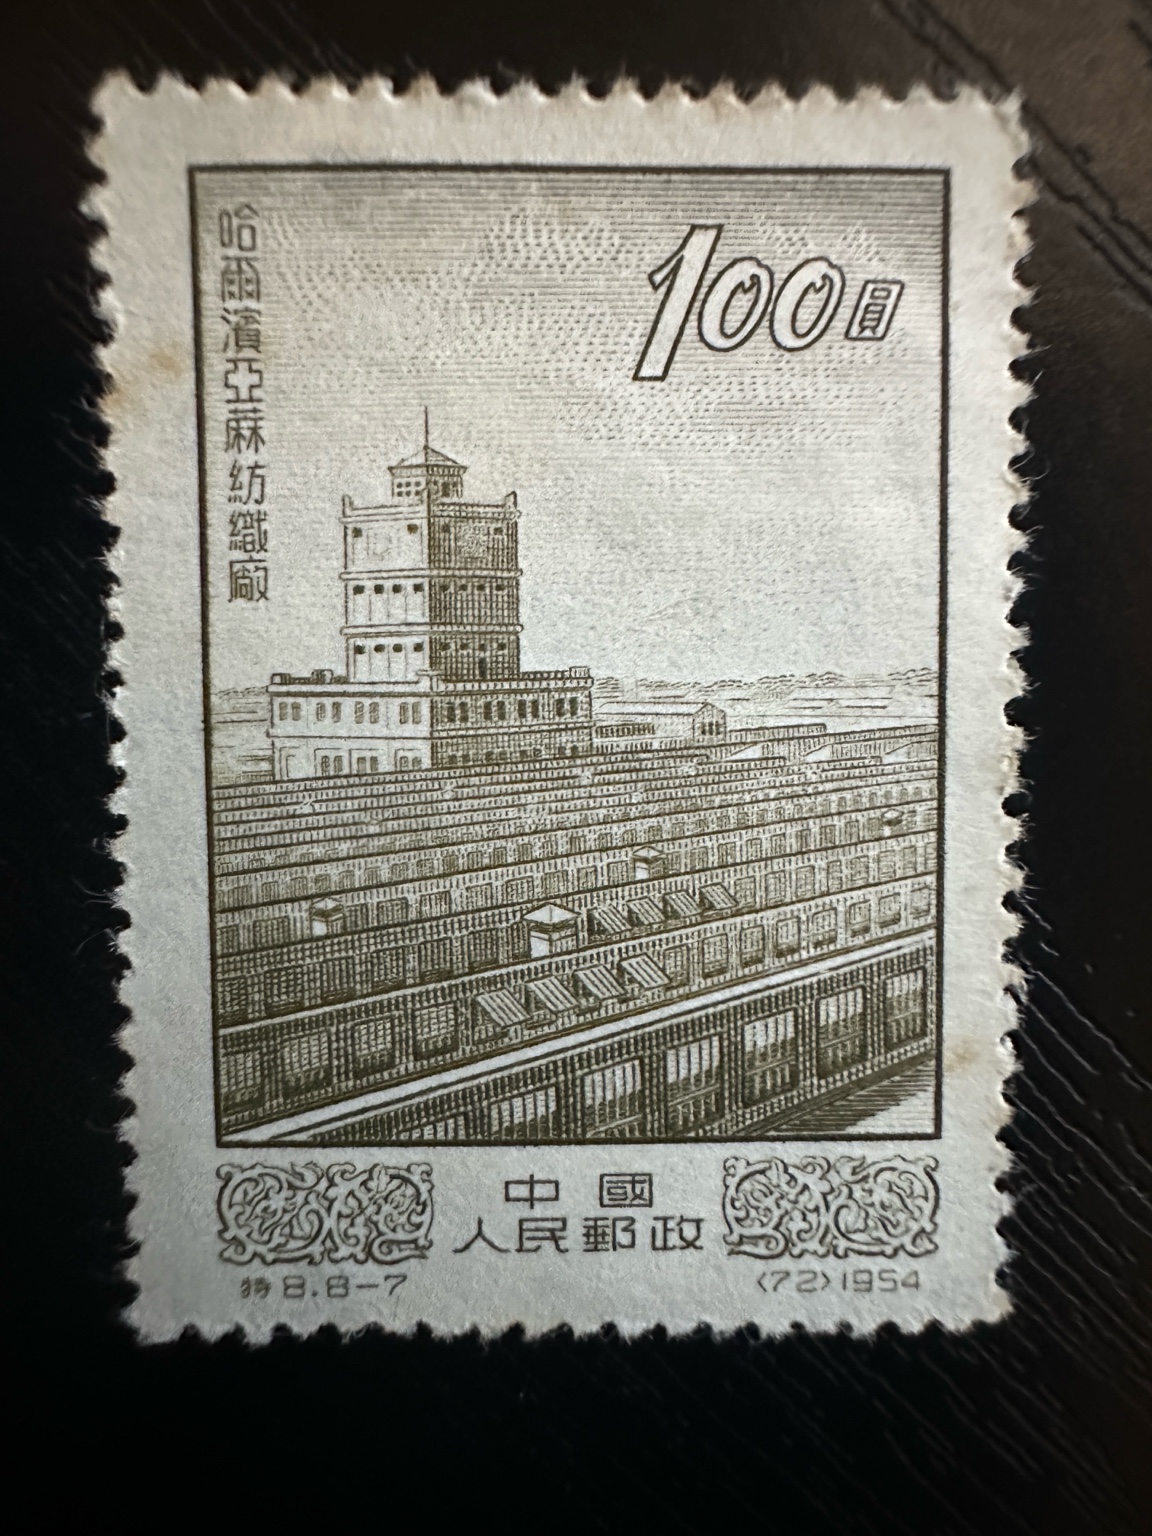 哈爾濱亞蔴紡織廠
100圓
中國
人民郵政
特8.8-7
(72)1954